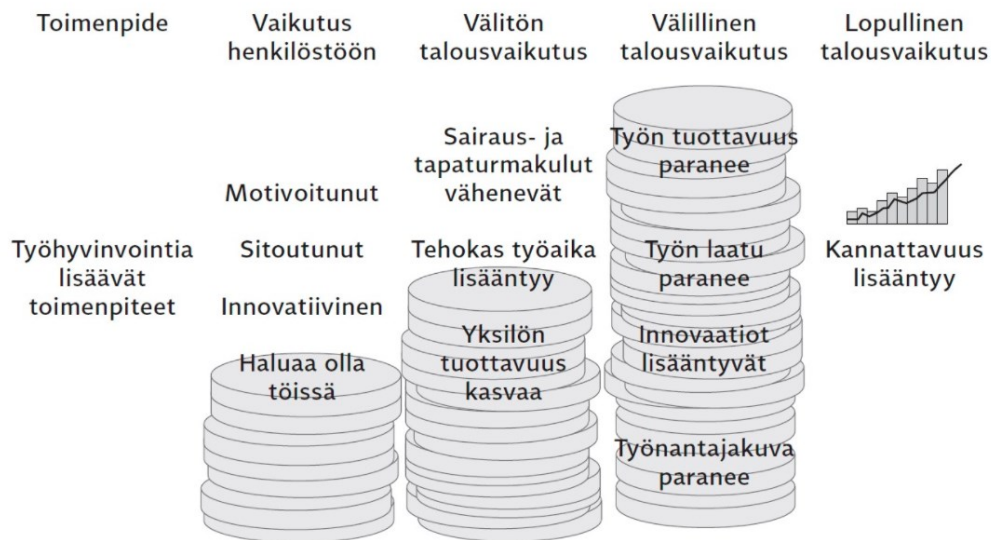 Toimenpide
Vaikutus
henkilöstöön
Välitön
talousvaikutus
Välillinen
talousvaikutus
Lopullinen
talousvaikutus
Työhyvinvointia
lisäävät
toimenpiteet
Motivoitunut
Sitoutunut
Innovatiivinen
Haluaa olla
töissä
Sairaus- ja
tapaturmakulut
vähenevät
Tehokas työaika
lisääntyy
Yksilön
tuottavuus
kasvaa
Työn tuottavuus
paranee
Työn laatu
paranee
Innovaatiot
lisääntyvät
Työnantajakuva
paranee
Kannattavuus
lisääntyy